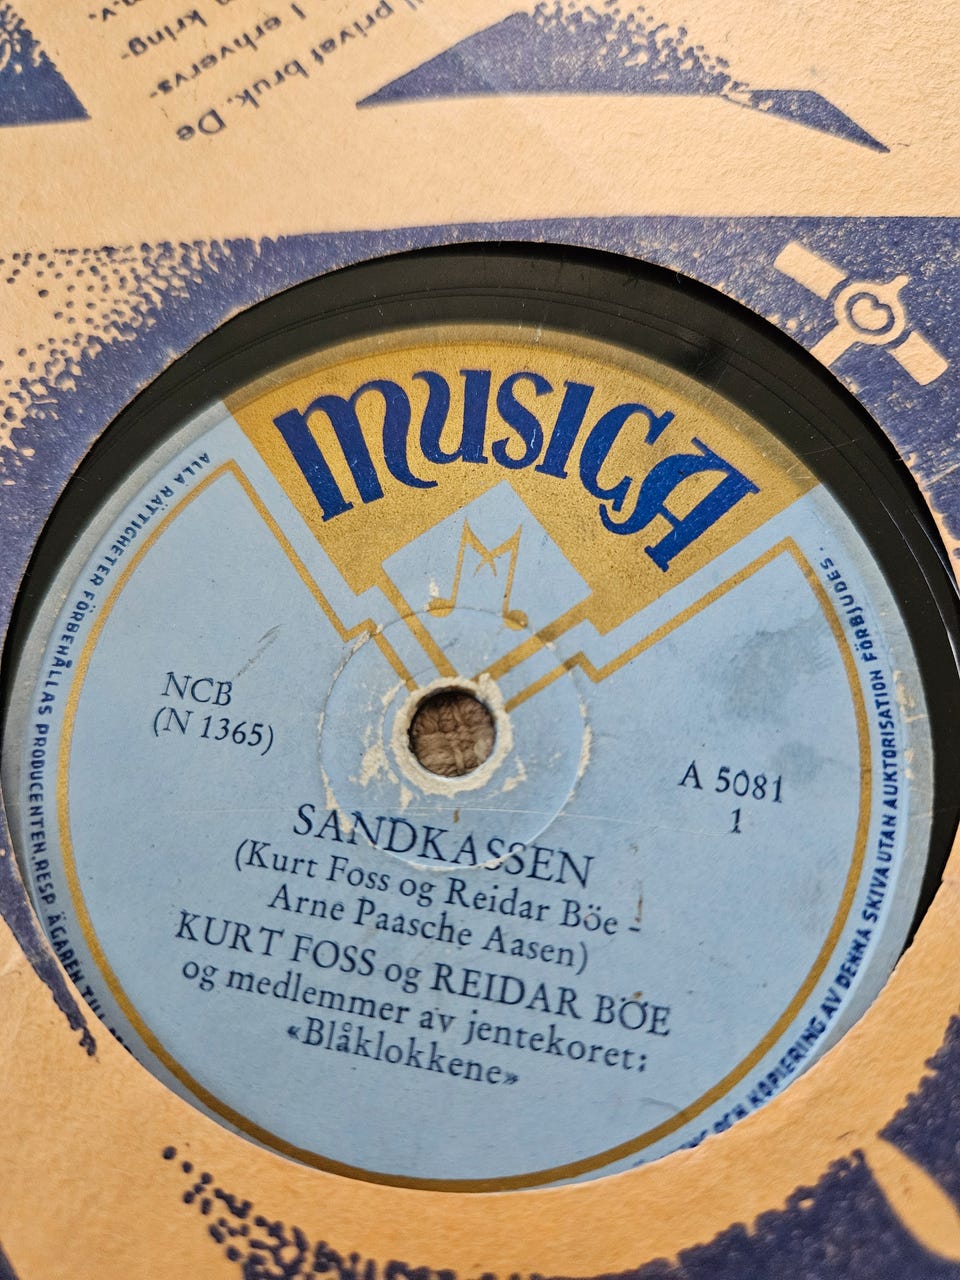 l privat bruk. De
I erhvervs-
kring-
MUSICA
ALLA RÄTTIGHETER FÖRBEHÅLLAS PRODUCENTEN, RESP. ÄGAREN TILL
OCH KOPIERING AV DENNA SKIVA UTAN AUKTORISATION FÖRBJUDES.
NCB
(N 1365)
A 5081
1
SANDKASSEN
(Kurt Foss og Reidar Böe -
Arne Paasche Aasen)
KURT FOSS og REIDAR BÖE
og medlemmer av jentekoret:
«Blåklokkene»